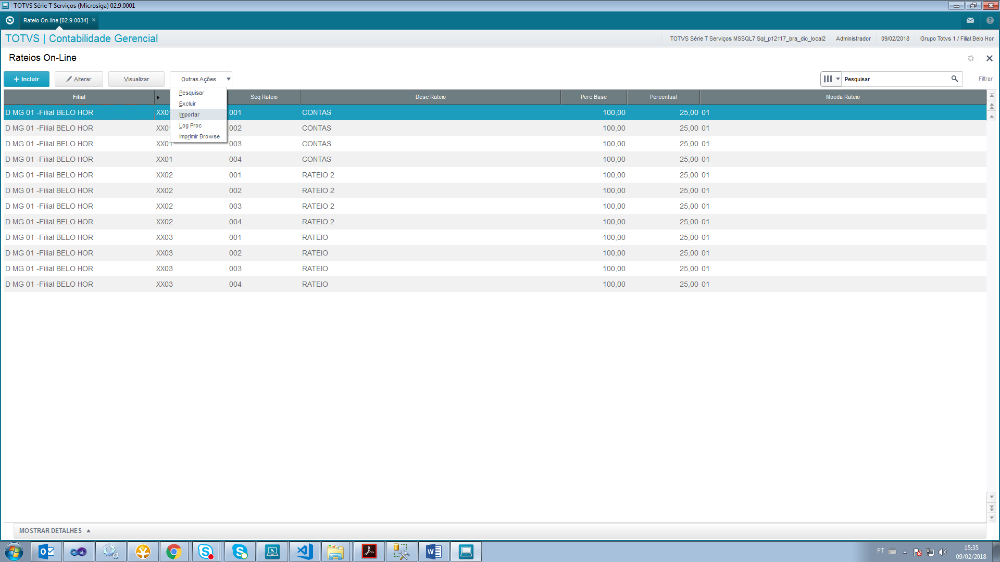 TOTVS Série T Serviços (Microsiga) 02.9.0001
Rateio On-line [02.9.0034]
TOTVS | Contabilidade Gerencial
TOTVS Série T Serviços MSSQL7 Sql_p12117_bra_dic_local2 Administrador 09/02/2018 Grupo Totvs 1 / Filial Belo Hor
Rateios On-Line
+ Incluir Alterar Visualizar Outras Ações Pesquisar Filtrar
Pesquisar
Excluir
Importar
Log Proc
Imprimir Browse
Filial Seq Rateio Desc Rateio Perc Base Percentual Moeda Rateio
D MG 01 -Filial BELO HOR XX01 001 CONTAS 100,00 25,00 01
D MG 01 -Filial BELO HOR XX01 002 CONTAS 100,00 25,00 01
D MG 01 -Filial BELO HOR XX01 003 CONTAS 100,00 25,00 01
D MG 01 -Filial BELO HOR XX01 004 CONTAS 100,00 25,00 01
D MG 01 -Filial BELO HOR XX02 001 RATEIO 2 100,00 25,00 01
D MG 01 -Filial BELO HOR XX02 002 RATEIO 2 100,00 25,00 01
D MG 01 -Filial BELO HOR XX02 003 RATEIO 2 100,00 25,00 01
D MG 01 -Filial BELO HOR XX02 004 RATEIO 2 100,00 25,00 01
D MG 01 -Filial BELO HOR XX03 001 RATEIO 100,00 25,00 01
D MG 01 -Filial BELO HOR XX03 002 RATEIO 100,00 25,00 01
D MG 01 -Filial BELO HOR XX03 003 RATEIO 100,00 25,00 01
D MG 01 -Filial BELO HOR XX03 004 RATEIO 100,00 25,00 01
MOSTRAR DETALHES
PT 15:35
09/02/2018